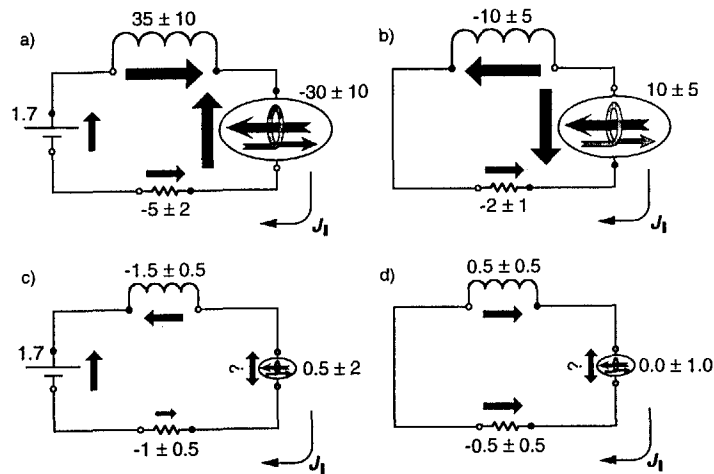 a)
35 ± 10
-30 ± 10
1.7
-5 ± 2
J∥
b)
-10 ± 5
10 ± 5
-2 ± 1
J∥
c)
-1.5 ± 0.5
1.7
?
0.5 ± 2
-1 ± 0.5
J∥
d)
0.5 ± 0.5
?
0.0 ± 1.0
-0.5 ± 0.5
J∥